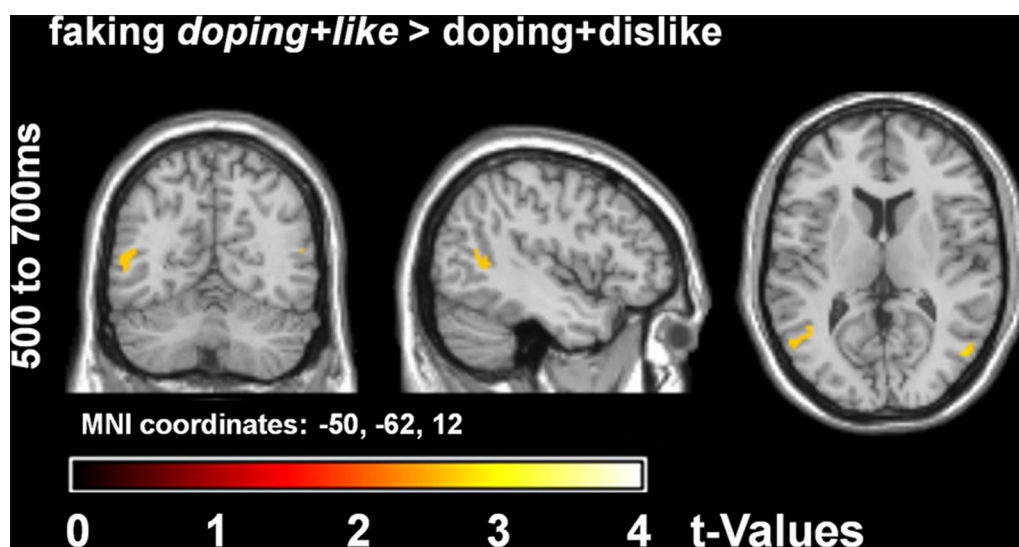 faking doping+like > doping+dislike
500 to 700ms
MNI coordinates: -50, -62, 12
0 1 2 3 4 t-Values